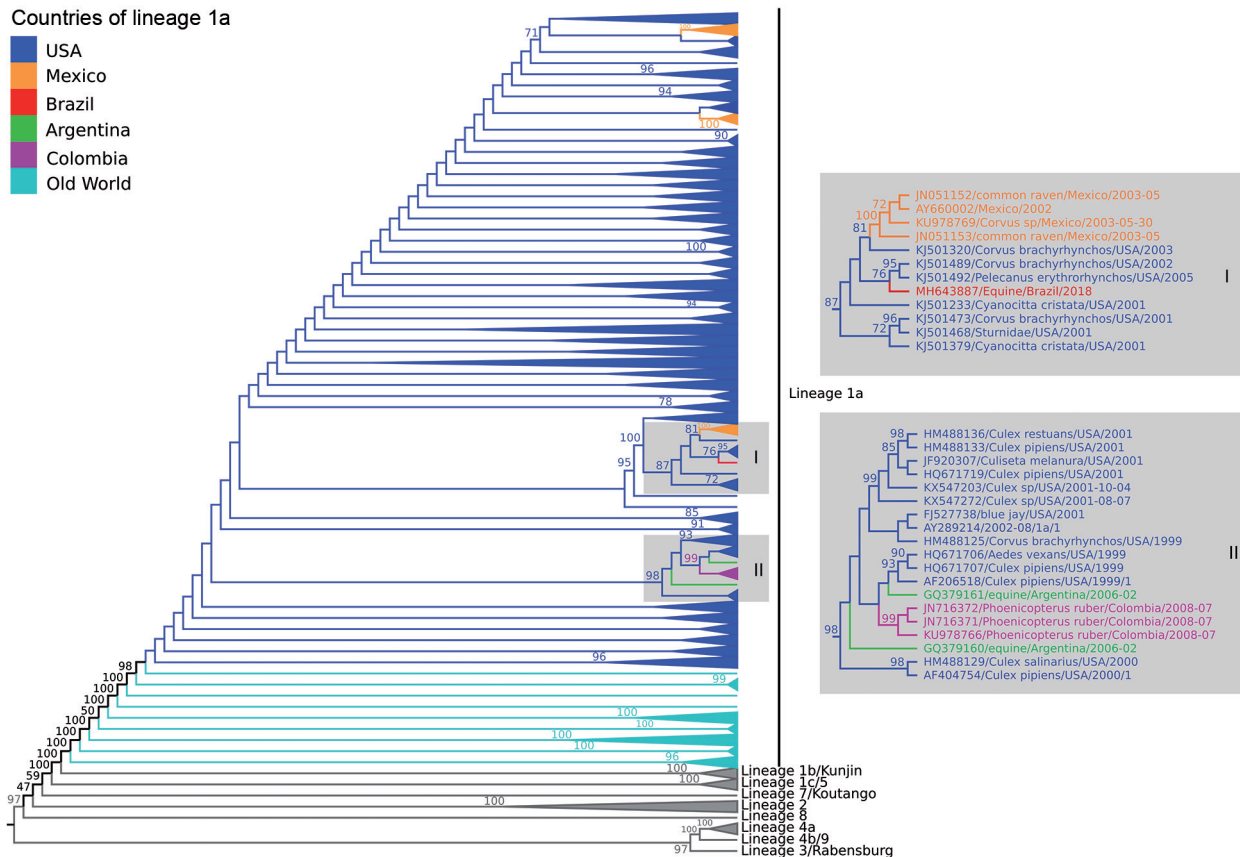 Countries of lineage 1a
USA
Mexico
Brazil
Argentina
Colombia
Old World
71
100
96
94
100
90
100
94
78
100
95
81
100
76
95
87
72
I
85
91
93
99
98
II
96
98
99
100
100
100
50
100
100
100
100
100
100
100
96
100
59
47
97
100
100
100
100
100
97
Lineage 1a
Lineage 1b/Kunjin
Lineage 1c/5
Lineage 7/Koutango
Lineage 2
Lineage 8
Lineage 4a
Lineage 4b/9
Lineage 3/Rabensburg
JN051152/common raven/Mexico/2003-05
72
AY660002/Mexico/2002
100
KU978769/Corvus sp/Mexico/2003-05-30
81
JN051153/common raven/Mexico/2003-05
KJ501320/Corvus brachyrhynchos/USA/2003
95
KJ501489/Corvus brachyrhynchos/USA/2002
76
KJ501492/Pelecanus erythrorhynchos/USA/2005
I
MH643887/Equine/Brazil/2018
87
KJ501233/Cyanocitta cristata/USA/2001
96
KJ501473/Corvus brachyrhynchos/USA/2001
72
KJ501468/Sturnidae/USA/2001
KJ501379/Cyanocitta cristata/USA/2001
98
HM488136/Culex restuans/USA/2001
85
HM488133/Culex pipiens/USA/2001
JF920307/Culiseta melanura/USA/2001
99
HQ671719/Culex pipiens/USA/2001
KX547203/Culex sp/USA/2001-10-04
KX547272/Culex sp/USA/2001-08-07
FJ527738/blue jay/USA/2001
AY289214/2002-08/1a/1
HM488125/Corvus brachyrhynchos/USA/1999
II
90
HQ671706/Aedes vexans/USA/1999
93
HQ671707/Culex pipiens/USA/1999
AF206518/Culex pipiens/USA/1999/1
GQ379161/equine/Argentina/2006-02
JN716372/Phoenicopterus ruber/Colombia/2008-07
99
JN716371/Phoenicopterus ruber/Colombia/2008-07
98
KU978766/Phoenicopterus ruber/Colombia/2008-07
GQ379160/equine/Argentina/2006-02
98
HM488129/Culex salinarius/USA/2000
AF404754/Culex pipiens/USA/2000/1